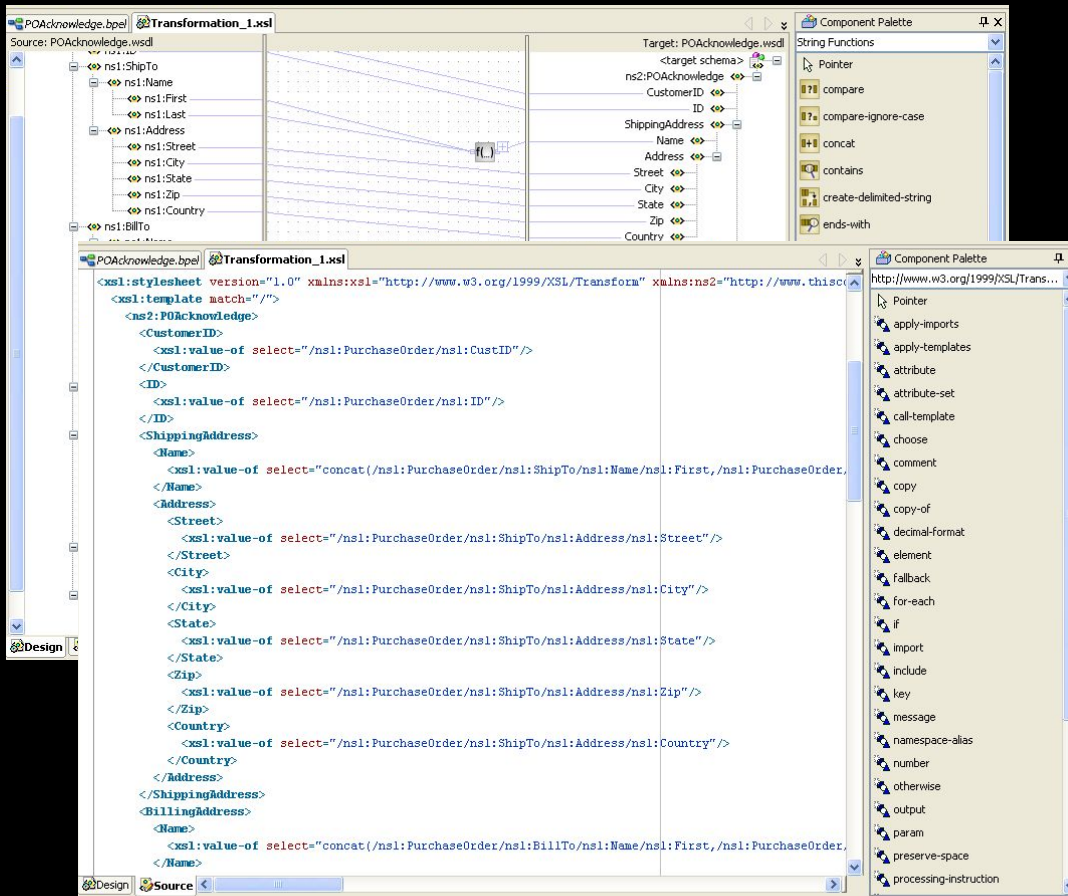 POAcknowledge.bpel Transformation_1.xsl
Source: POAcknowledge.wsdl
ns1:ShipTo
ns1:Name
ns1:First
ns1:Last
ns1:Address
ns1:Street
ns1:City
ns1:State
ns1:Zip
ns1:Country
ns1:BillTo
f(...)
Target: POAcknowledge.wsdl
<target schema>
ns2:POAcknowledge
CustomerID
ID
ShippingAddress
Name
Address
Street
City
State
Zip
Country
Component Palette
String Functions
Pointer
compare
compare-ignore-case
concat
contains
create-delimited-string
ends-with
Design
POAcknowledge.bpel Transformation_1.xsl
<xsl:stylesheet version="1.0" xmlns:xsl="http://www.w3.org/1999/XSL/Transform" xmlns:ns2="http://www.thisco
<xsl:template match="/">
<ns2:POAcknowledge>
<CustomerID>
<xsl:value-of select="/ns1:PurchaseOrder/ns1:CustID"/>
</CustomerID>
<ID>
<xsl:value-of select="/ns1:PurchaseOrder/ns1:ID"/>
</ID>
<ShippingAddress>
<Name>
<xsl:value-of select="concat(/ns1:PurchaseOrder/ns1:ShipTo/ns1:Name/ns1:First,/ns1:PurchaseOrder/
</Name>
<Address>
<Street>
<xsl:value-of select="/ns1:PurchaseOrder/ns1:ShipTo/ns1:Address/ns1:Street"/>
</Street>
<City>
<xsl:value-of select="/ns1:PurchaseOrder/ns1:ShipTo/ns1:Address/ns1:City"/>
</City>
<State>
<xsl:value-of select="/ns1:PurchaseOrder/ns1:ShipTo/ns1:Address/ns1:State"/>
</State>
<Zip>
<xsl:value-of select="/ns1:PurchaseOrder/ns1:ShipTo/ns1:Address/ns1:Zip"/>
</Zip>
<Country>
<xsl:value-of select="/ns1:PurchaseOrder/ns1:ShipTo/ns1:Address/ns1:Country"/>
</Country>
</Address>
</ShippingAddress>
<BillingAddress>
<Name>
<xsl:value-of select="concat(/ns1:PurchaseOrder/ns1:BillTo/ns1:Name/ns1:First,/ns1:PurchaseOrder/
</Name>
Design Source
Component Palette
http://www.w3.org/1999/XSL/Trans...
Pointer
apply-imports
apply-templates
attribute
attribute-set
call-template
choose
comment
copy
copy-of
decimal-format
element
fallback
for-each
if
import
include
key
message
namespace-alias
number
otherwise
output
param
preserve-space
processing-instruction